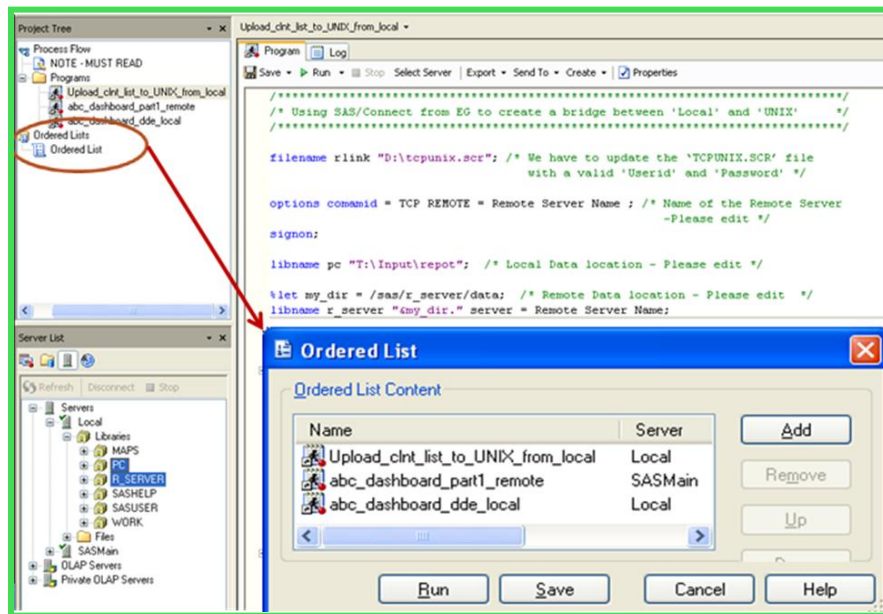 Project Tree
Process Flow
NOTE - MUST READ
Programs
Upload_clnt_list_to_UNIX_from_local
abc_dashboard_part1_remote
abc_dashboard_dde_local
Ordered Lists
Ordered List
Server List
Refresh Disconnect Stop
Servers
Local
Libraries
MAPS
PC
R_SERVER
SASHELP
SASUSER
WORK
Files
SASMain
OLAP Servers
Private OLAP Servers
Upload_clnt_list_to_UNIX_from_local
Program Log
Save Run Stop Select Server Export Send To Create Properties
/***************************************************************************/
/* Using SAS/Connect from EG to create a bridge between 'Local' and 'UNIX' */
/***************************************************************************/
filename rlink "D:\tcpunix.scr"; /* We have to update the 'TCPUNIX.SCR' file
with a valid 'Userid' and 'Password' */
options comamid = TCP REMOTE = Remote Server Name ; /* Name of the Remote Server
-Please edit */
signon;
libname pc "T:\Input\repot"; /* Local Data location - Please edit */
%let my_dir = /sas/r_server/data; /* Remote Data location - Please edit */
libname r_server "&my_dir." server = Remote Server Name;
Ordered List
Ordered List Content
Name Server
Upload_clnt_list_to_UNIX_from_local Local
abc_dashboard_part1_remote SASMain
abc_dashboard_dde_local Local
Add
Remove
Up
Run Save Cancel Help